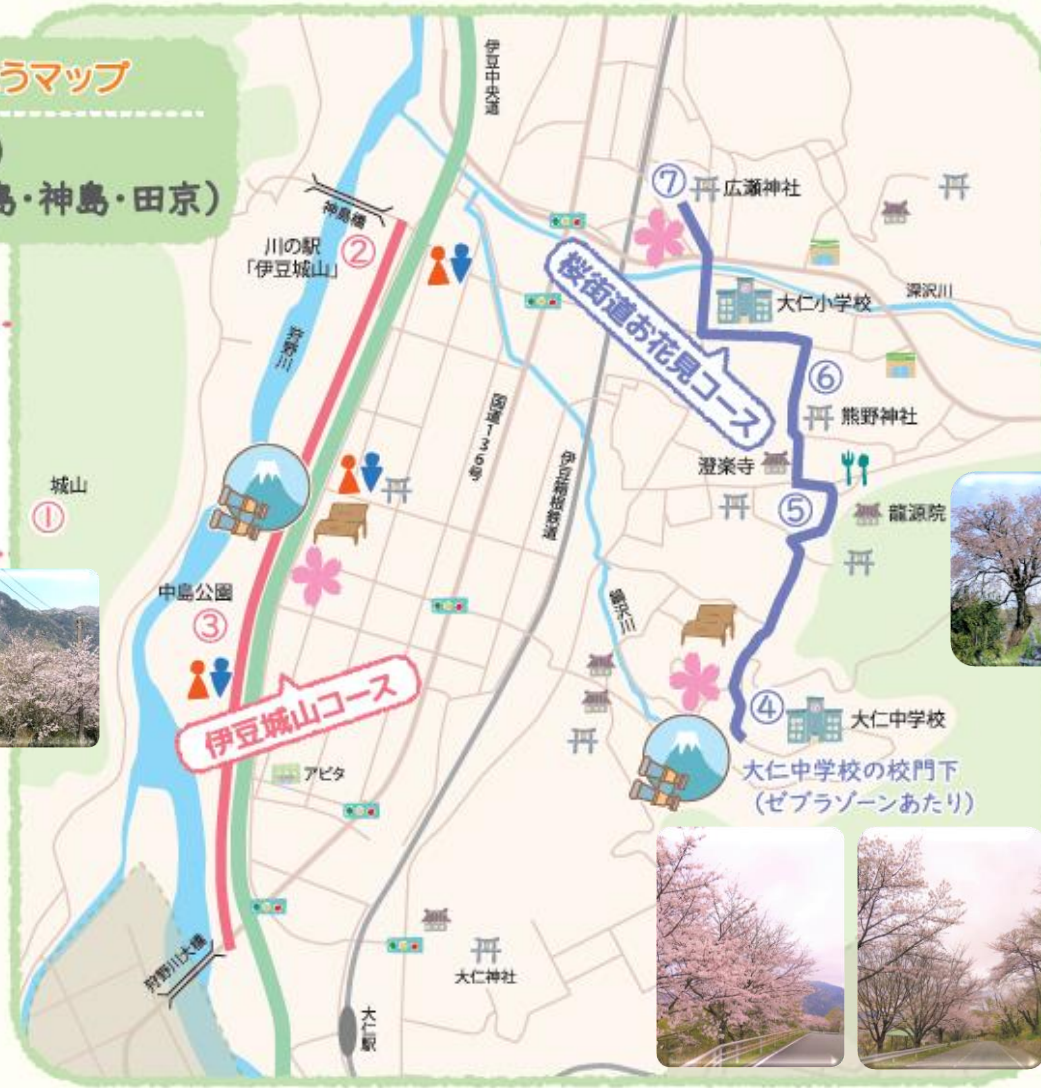 うマップ
)
島・神島・田京)
伊豆中央道
神島橋
川の駅
「伊豆城山」
②
狩野川
城山
①
中島公園
③
伊豆城山コース
アピタ
狩野川大橋
大仁駅
大仁神社
国道136号
伊豆箱根鉄道
桜街道お花見コース
⑦
広瀬神社
大仁小学校
深沢川
⑥
熊野神社
澄楽寺
⑤
龍源院
④
大仁中学校
大仁中学校の校門下
(ゼブラゾーンあたり)